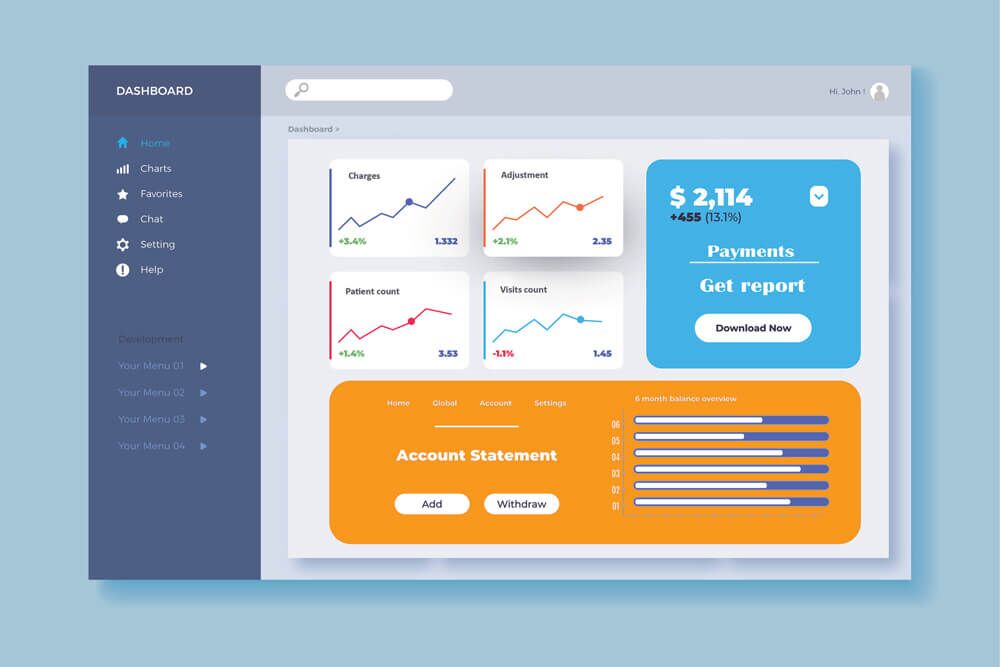 DASHBOARD
Hi, John !
Home
Charts
Favorites
Chat
Setting
Help
Development
Your Menu 01
Your Menu 02
Your Menu 03
Your Menu 04
Dashboard >
Charges
+3.4% 1.332
Adjustment
+2.1% 2.35
Patient count
+1.4% 3.53
Visits count
-1.1% 1.45
$ 2,114
+455 (13.1%)
Payments
Get report
Download Now
Home Global Account Settings
Account Statement
Add Withdraw
6 month balance overview
06
05
04
03
02
01